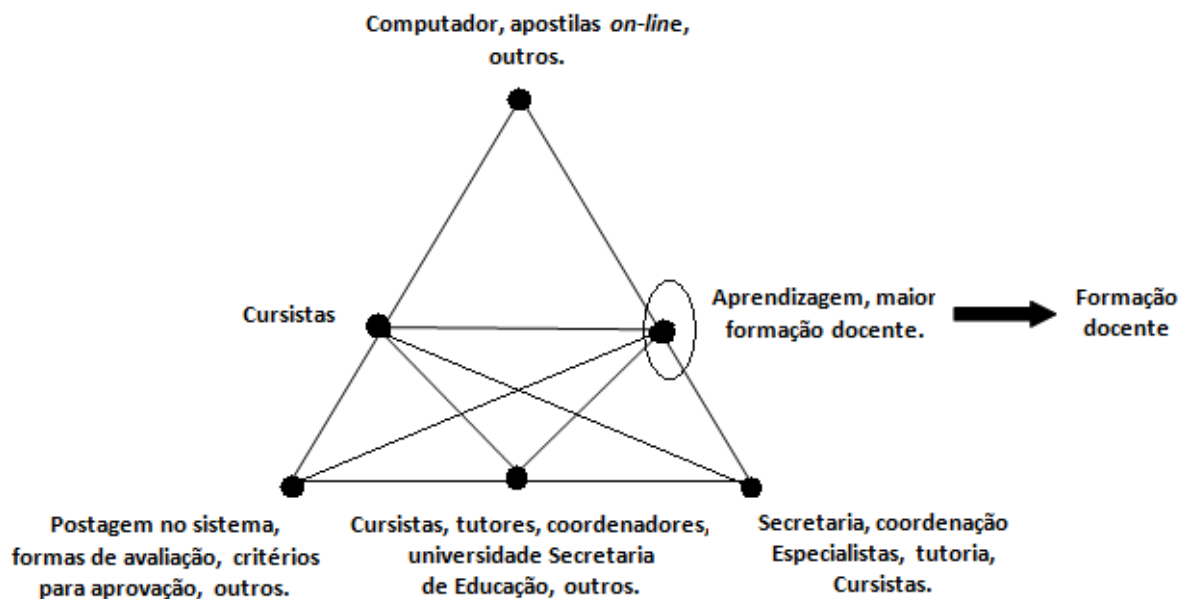 Computador, apostilas on-line,
outros.
Cursistas
Aprendizagem, maior
formação docente.
Formação
docente
Postagem no sistema,
formas de avaliação, critérios
para aprovação, outros.
Cursistas, tutores, coordenadores,
universidade Secretaria
de Educação, outros.
Secretaria, coordenação
Especialistas, tutoria,
Cursistas.